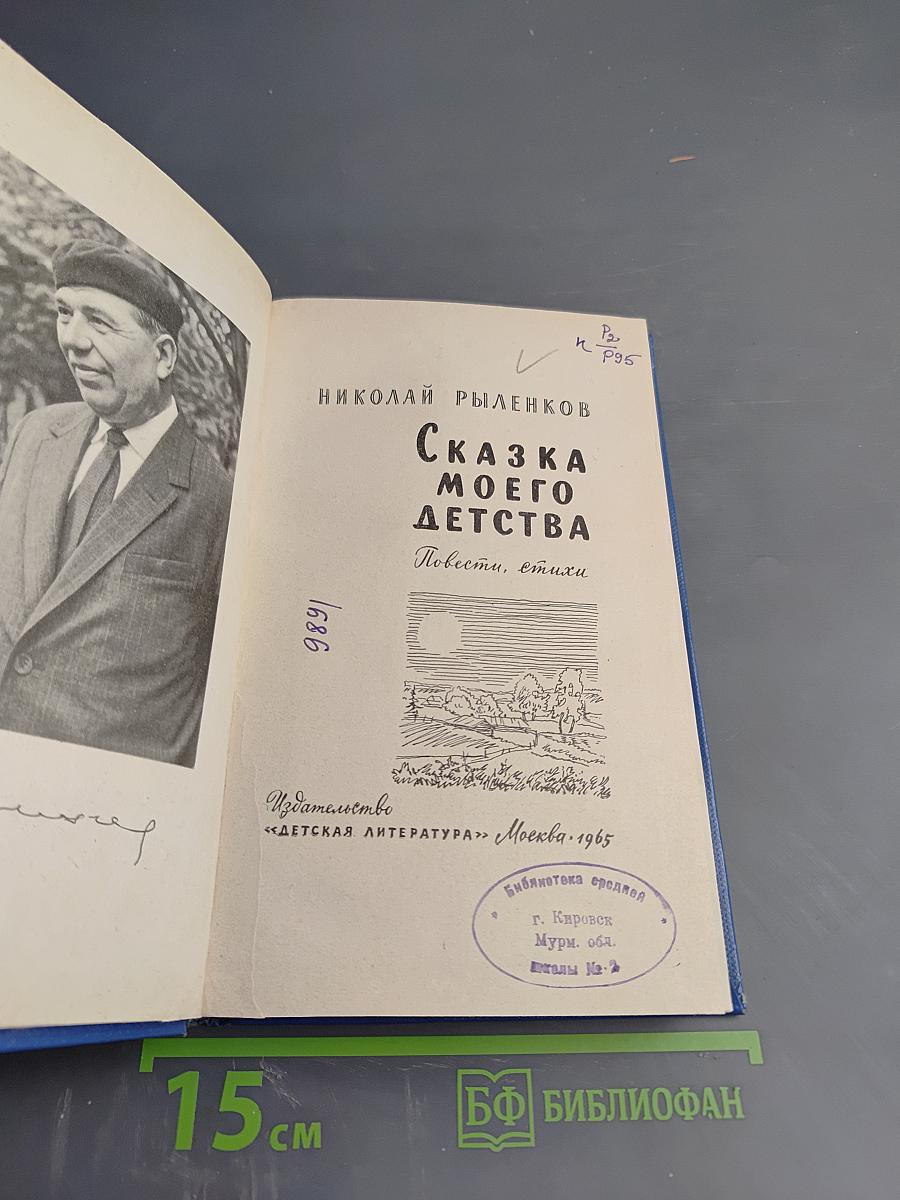 Р2
к Р95
НИКОЛАЙ РЫЛЕНКОВ
СКАЗКА
МОЕГО
ДЕТСТВА
Повести, стихи
1686
Издательство
«ДЕТСКАЯ ЛИТЕРАТУРА» Москва · 1965
Библиотека средней
г. Кировск
Мурм. обл.
школы № 2
15 СМ
БФ БИБЛИОФАН